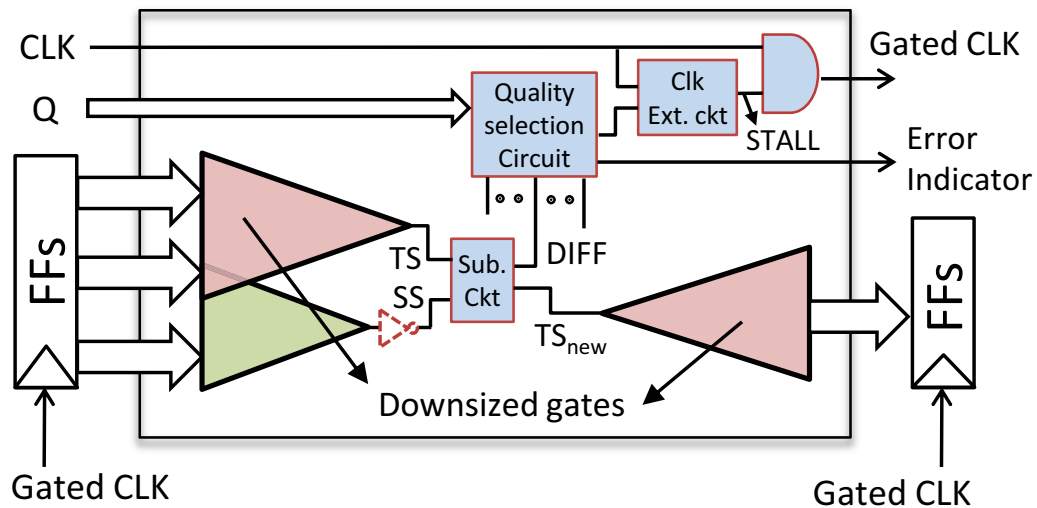 CLK
Gated CLK
Q
Quality
selection
Circuit
Clk
Ext. ckt
STALL
Error
Indicator
FFs
TS
DIFF
Sub.
Ckt
SS
TSnew
FFs
Downsized gates
Gated CLK
Gated CLK